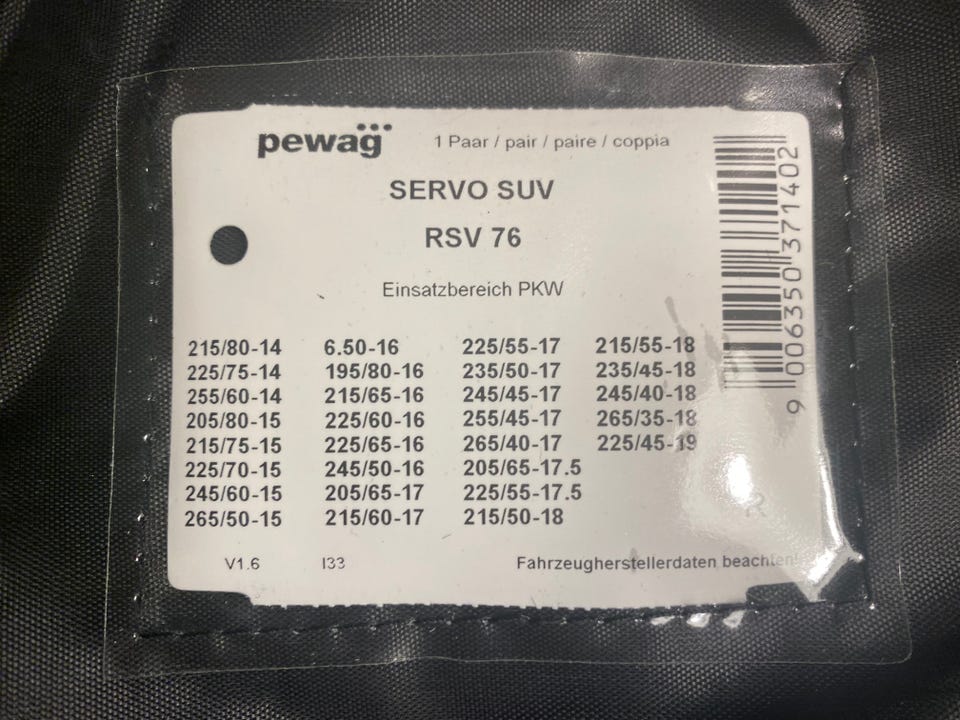 pewag
1 Paar / pair / paire / coppia
SERVO SUV
RSV 76
Einsatzbereich PKW
215/80-14 6.50-16 225/55-17 215/55-18
225/75-14 195/80-16 235/50-17 235/45-18
255/60-14 215/65-16 245/45-17 245/40-18
205/80-15 225/60-16 255/45-17 265/35-18
215/75-15 225/65-16 265/40-17 225/45-19
225/70-15 245/50-16 205/65-17.5
245/60-15 205/65-17 225/55-17.5
265/50-15 215/60-17 215/50-18
R
V1.6 I33 Fahrzeugherstellerdaten beachten!
9 006350 371402